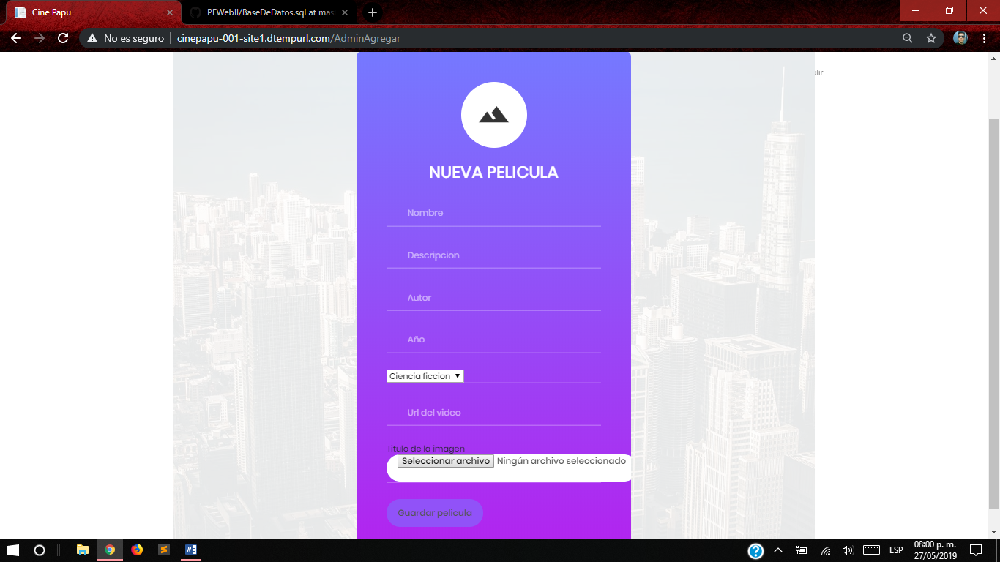 Cine Papu
PFWebII/BaseDeDatos.sql at mas
No es seguro
cinepapu-001-site1.dtempurl.com/AdminAgregar
alir
NUEVA PELICULA
Nombre
Descripcion
Autor
Año
Ciencia ficcion
Url del video
Titulo de la imagen
Seleccionar archivo Ningún archivo seleccionado
Guardar pelicula
ESP
08:00 p. m.
27/05/2019